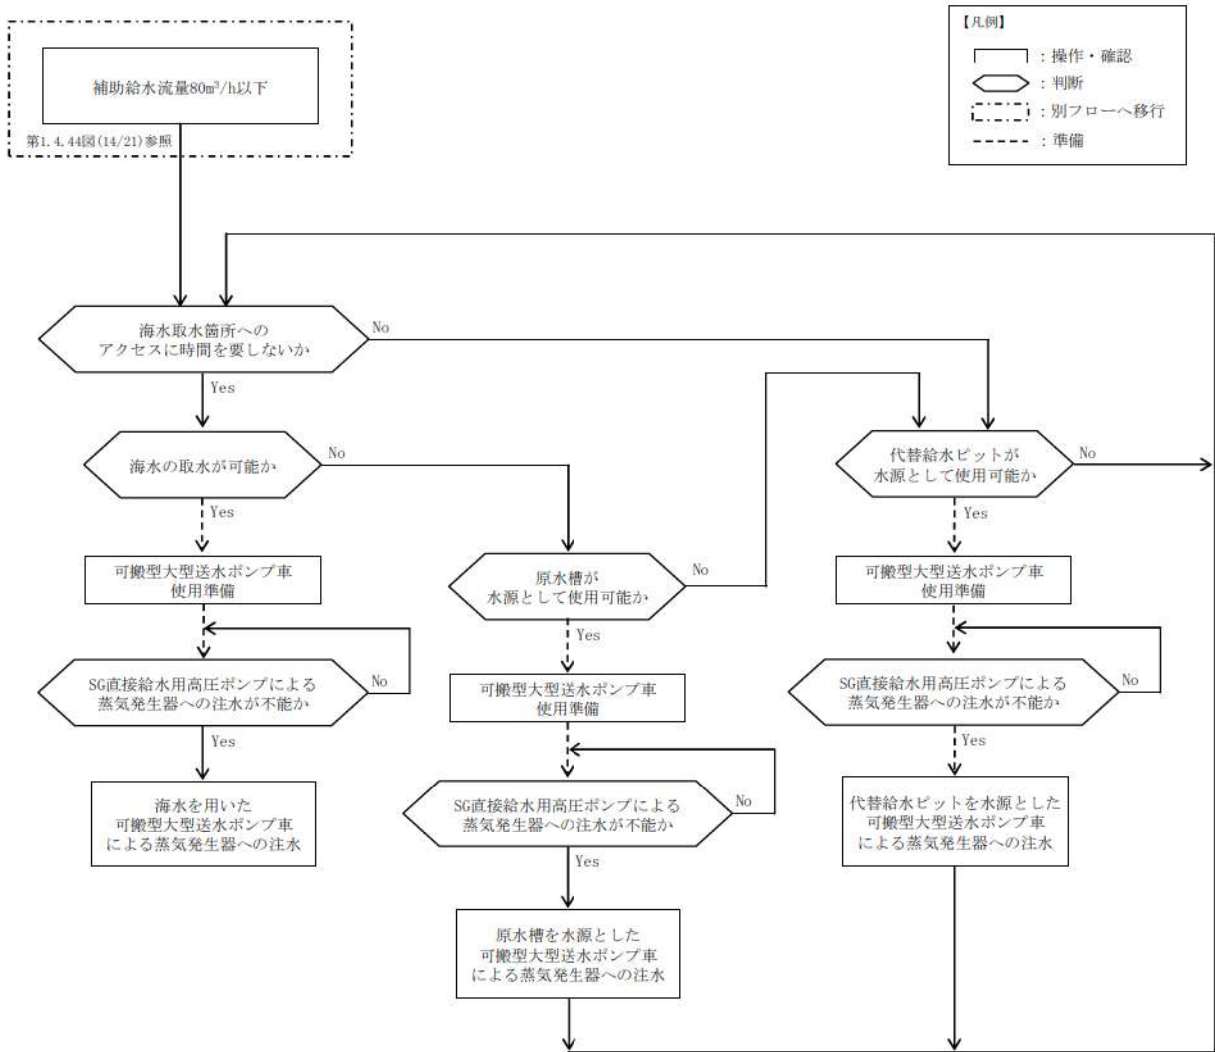 補助給水流量80m³/h以下
第1.4.44図(14/21)参照
【凡例】
：操作・確認
：判断
：別フローへ移行
：準備
海水取水箇所への
アクセスに時間を要しないか
No
Yes
海水の取水が可能か
No
Yes
可搬型大型送水ポンプ車
使用準備
SG直接給水用高圧ポンプによる
蒸気発生器への注水が不能か
No
Yes
海水を用いた
可搬型大型送水ポンプ車
による蒸気発生器への注水
原水槽が
水源として使用可能か
No
Yes
可搬型大型送水ポンプ車
使用準備
SG直接給水用高圧ポンプによる
蒸気発生器への注水が不能か
No
Yes
原水槽を水源とした
可搬型大型送水ポンプ車
による蒸気発生器への注水
代替給水ピットが
水源として使用可能か
No
Yes
可搬型大型送水ポンプ車
使用準備
SG直接給水用高圧ポンプによる
蒸気発生器への注水が不能か
No
Yes
代替給水ピットを水源とした
可搬型大型送水ポンプ車
による蒸気発生器への注水